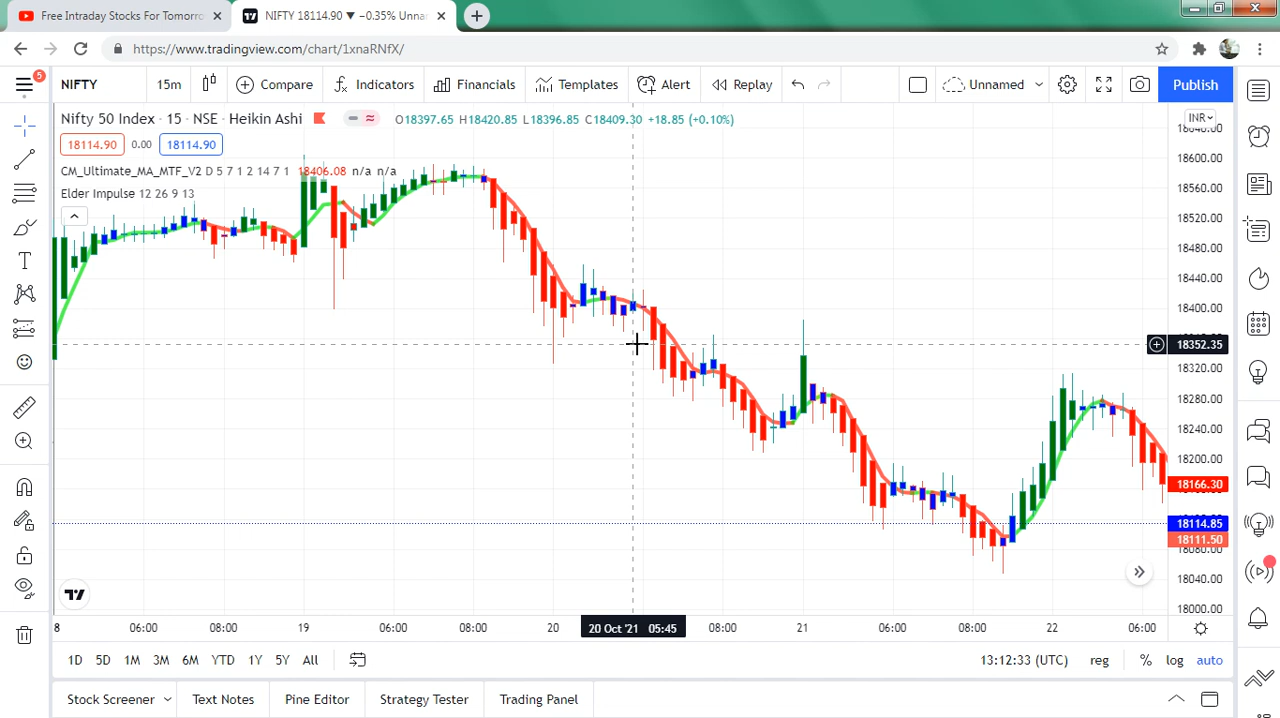 Free Intraday Stocks For Tomorro
NIFTY 18114.90 ▼ −0.35% Unnar
https://www.tradingview.com/chart/1xnaRNfX/
5
NIFTY
15m
Compare
Indicators
Financials
Templates
Alert
Replay
Unnamed
Publish
Nifty 50 Index · 15 · NSE · Heikin Ashi
O18397.65 H18420.85 L18396.85 C18409.30 +18.85 (+0.10%)
INR
18114.90 0.00 18114.90
CM_Ultimate_MA_MTF_V2 D 5 7 1 2 14 7 1 18406.08 n/a n/a
Elder Impulse 12 26 9 13
18640.00
18600.00
18560.00
18520.00
18480.00
18440.00
18400.00
18352.35
18320.00
18280.00
18240.00
18200.00
18166.30
18114.85
18111.50
18080.00
18040.00
18000.00
8 06:00 08:00 19 06:00 08:00 20 20 Oct '21 05:45 08:00 21 06:00 08:00 22 06:00
1D 5D 1M 3M 6M YTD 1Y 5Y All
13:12:33 (UTC) reg % log auto
Stock Screener Text Notes Pine Editor Strategy Tester Trading Panel